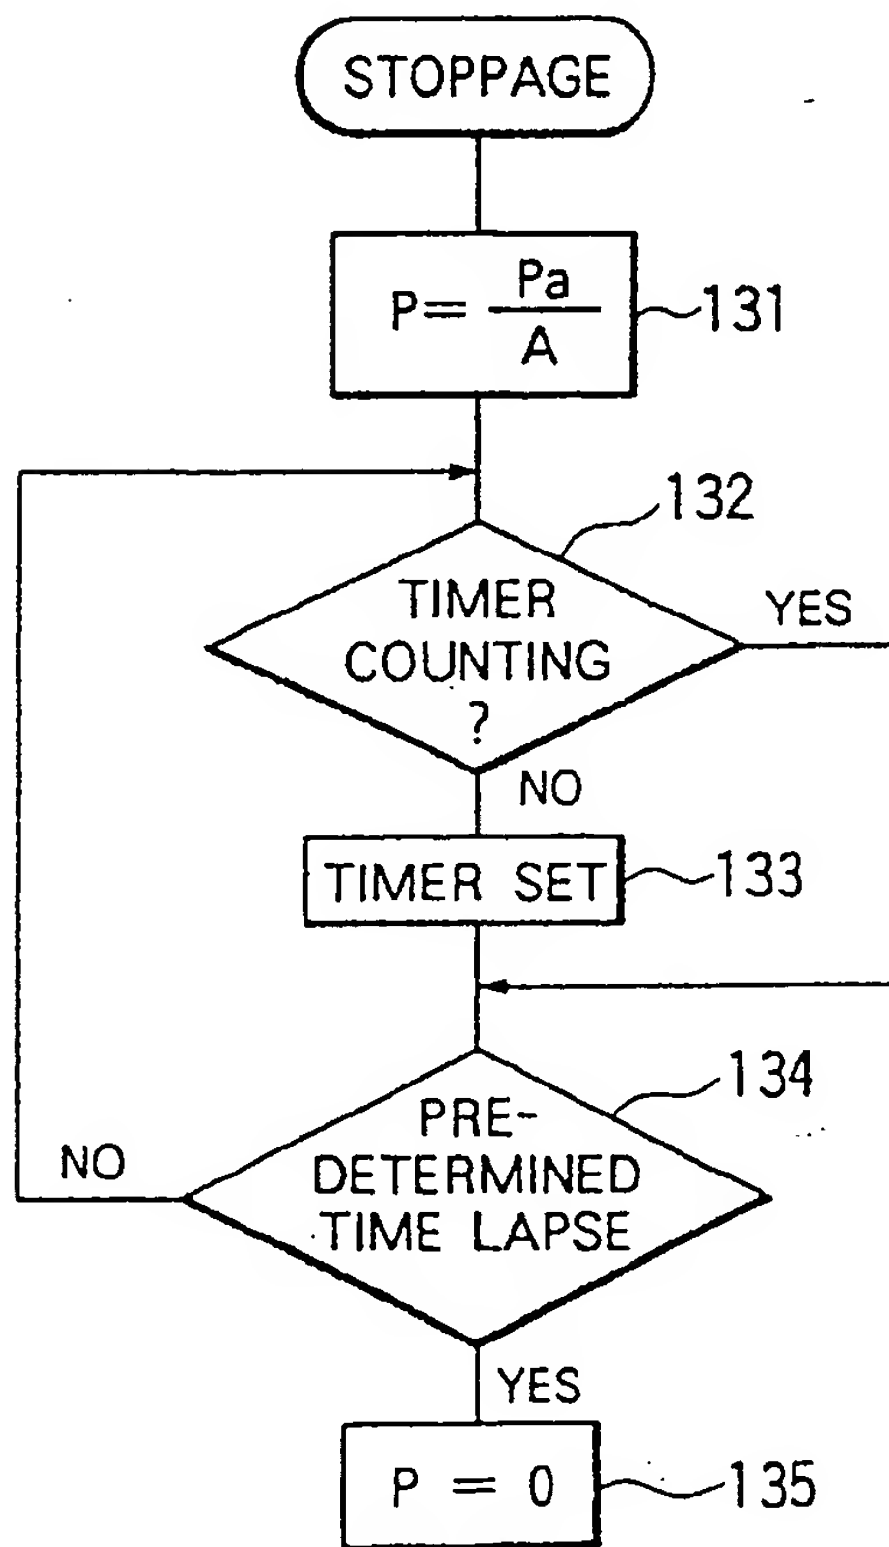 STOPPAGE
P = Pa/A
131
132
TIMER
COUNTING
?
YES
NO
TIMER SET
133
134
PRE-
DETERMINED
TIME LAPSE
NO
YES
P = 0
135